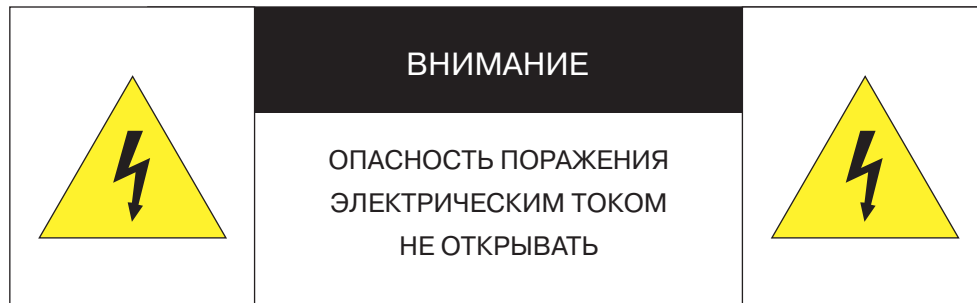 ВНИМАНИЕ
ОПАСНОСТЬ ПОРАЖЕНИЯ
ЭЛЕКТРИЧЕСКИМ ТОКОМ
НЕ ОТКРЫВАТЬ